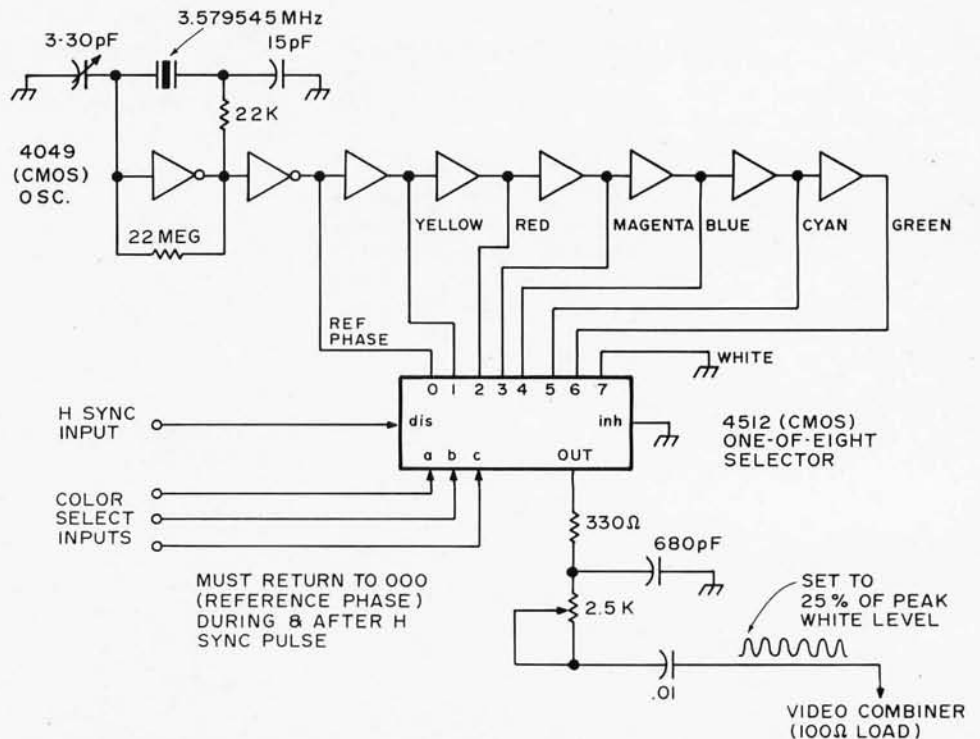 3.579545 MHz
3-30pF
15pF
22K
4049
(CMOS)
OSC.
22 MEG
YELLOW
RED
MAGENTA
BLUE
CYAN
GREEN
REF
PHASE
WHITE
0 1 2 3 4 5 6 7
H SYNC
INPUT
dis
inh
4512 (CMOS)
ONE-OF-EIGHT
SELECTOR
a b c
OUT
COLOR
SELECT
INPUTS
330Ω
680pF
MUST RETURN TO 000
(REFERENCE PHASE)
DURING & AFTER H
SYNC PULSE
2.5 K
SET TO
25% OF PEAK
WHITE LEVEL
.01
VIDEO COMBINER
(100Ω LOAD)